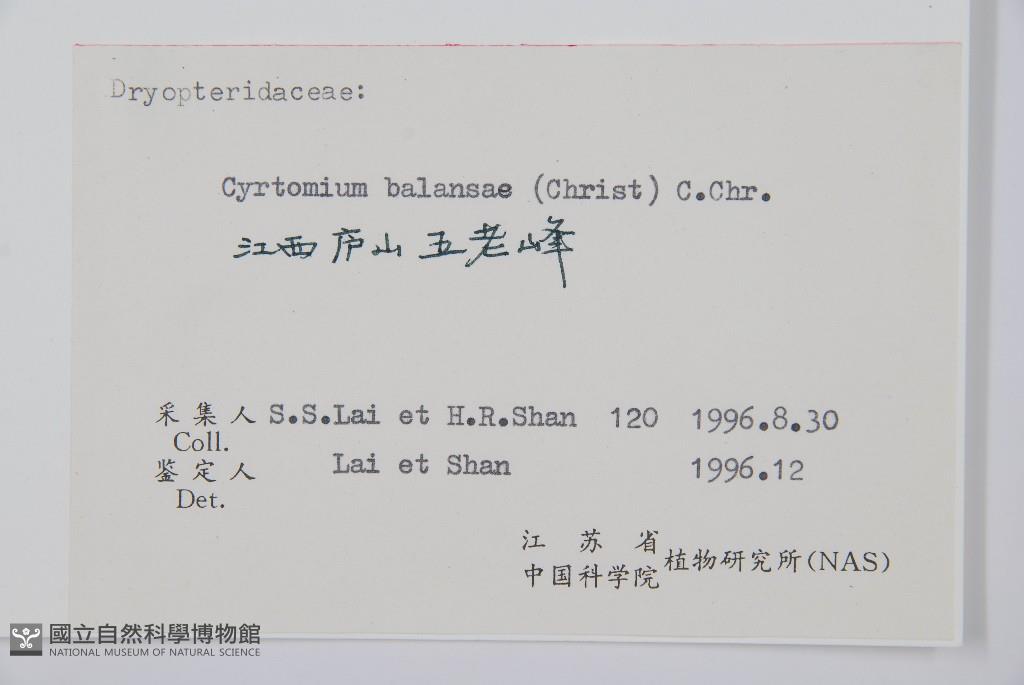 Dryopteridaceae:
Cyrtomium balansae (Christ) C.Chr.
江西庐山五老峰
采集人 S.S.Lai et H.R.Shan 120 1996.8.30
Coll.
鉴定人 Lai et Shan 1996.12
Det.
江苏省
中国科学院 植物研究所(NAS)
國立自然科學博物館
NATIONAL MUSEUM OF NATURAL SCIENCE